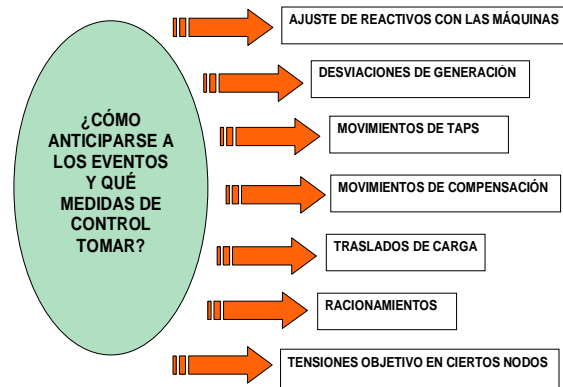 ¿CÓMO
ANTICIPARSE A
LOS EVENTOS
Y QUÉ
MEDIDAS DE
CONTROL
TOMAR?
AJUSTE DE REACTIVOS CON LAS MÁQUINAS
DESVIACIONES DE GENERACIÓN
MOVIMIENTOS DE TAPS
MOVIMIENTOS DE COMPENSACIÓN
TRASLADOS DE CARGA
RACIONAMIENTOS
TENSIONES OBJETIVO EN CIERTOS NODOS